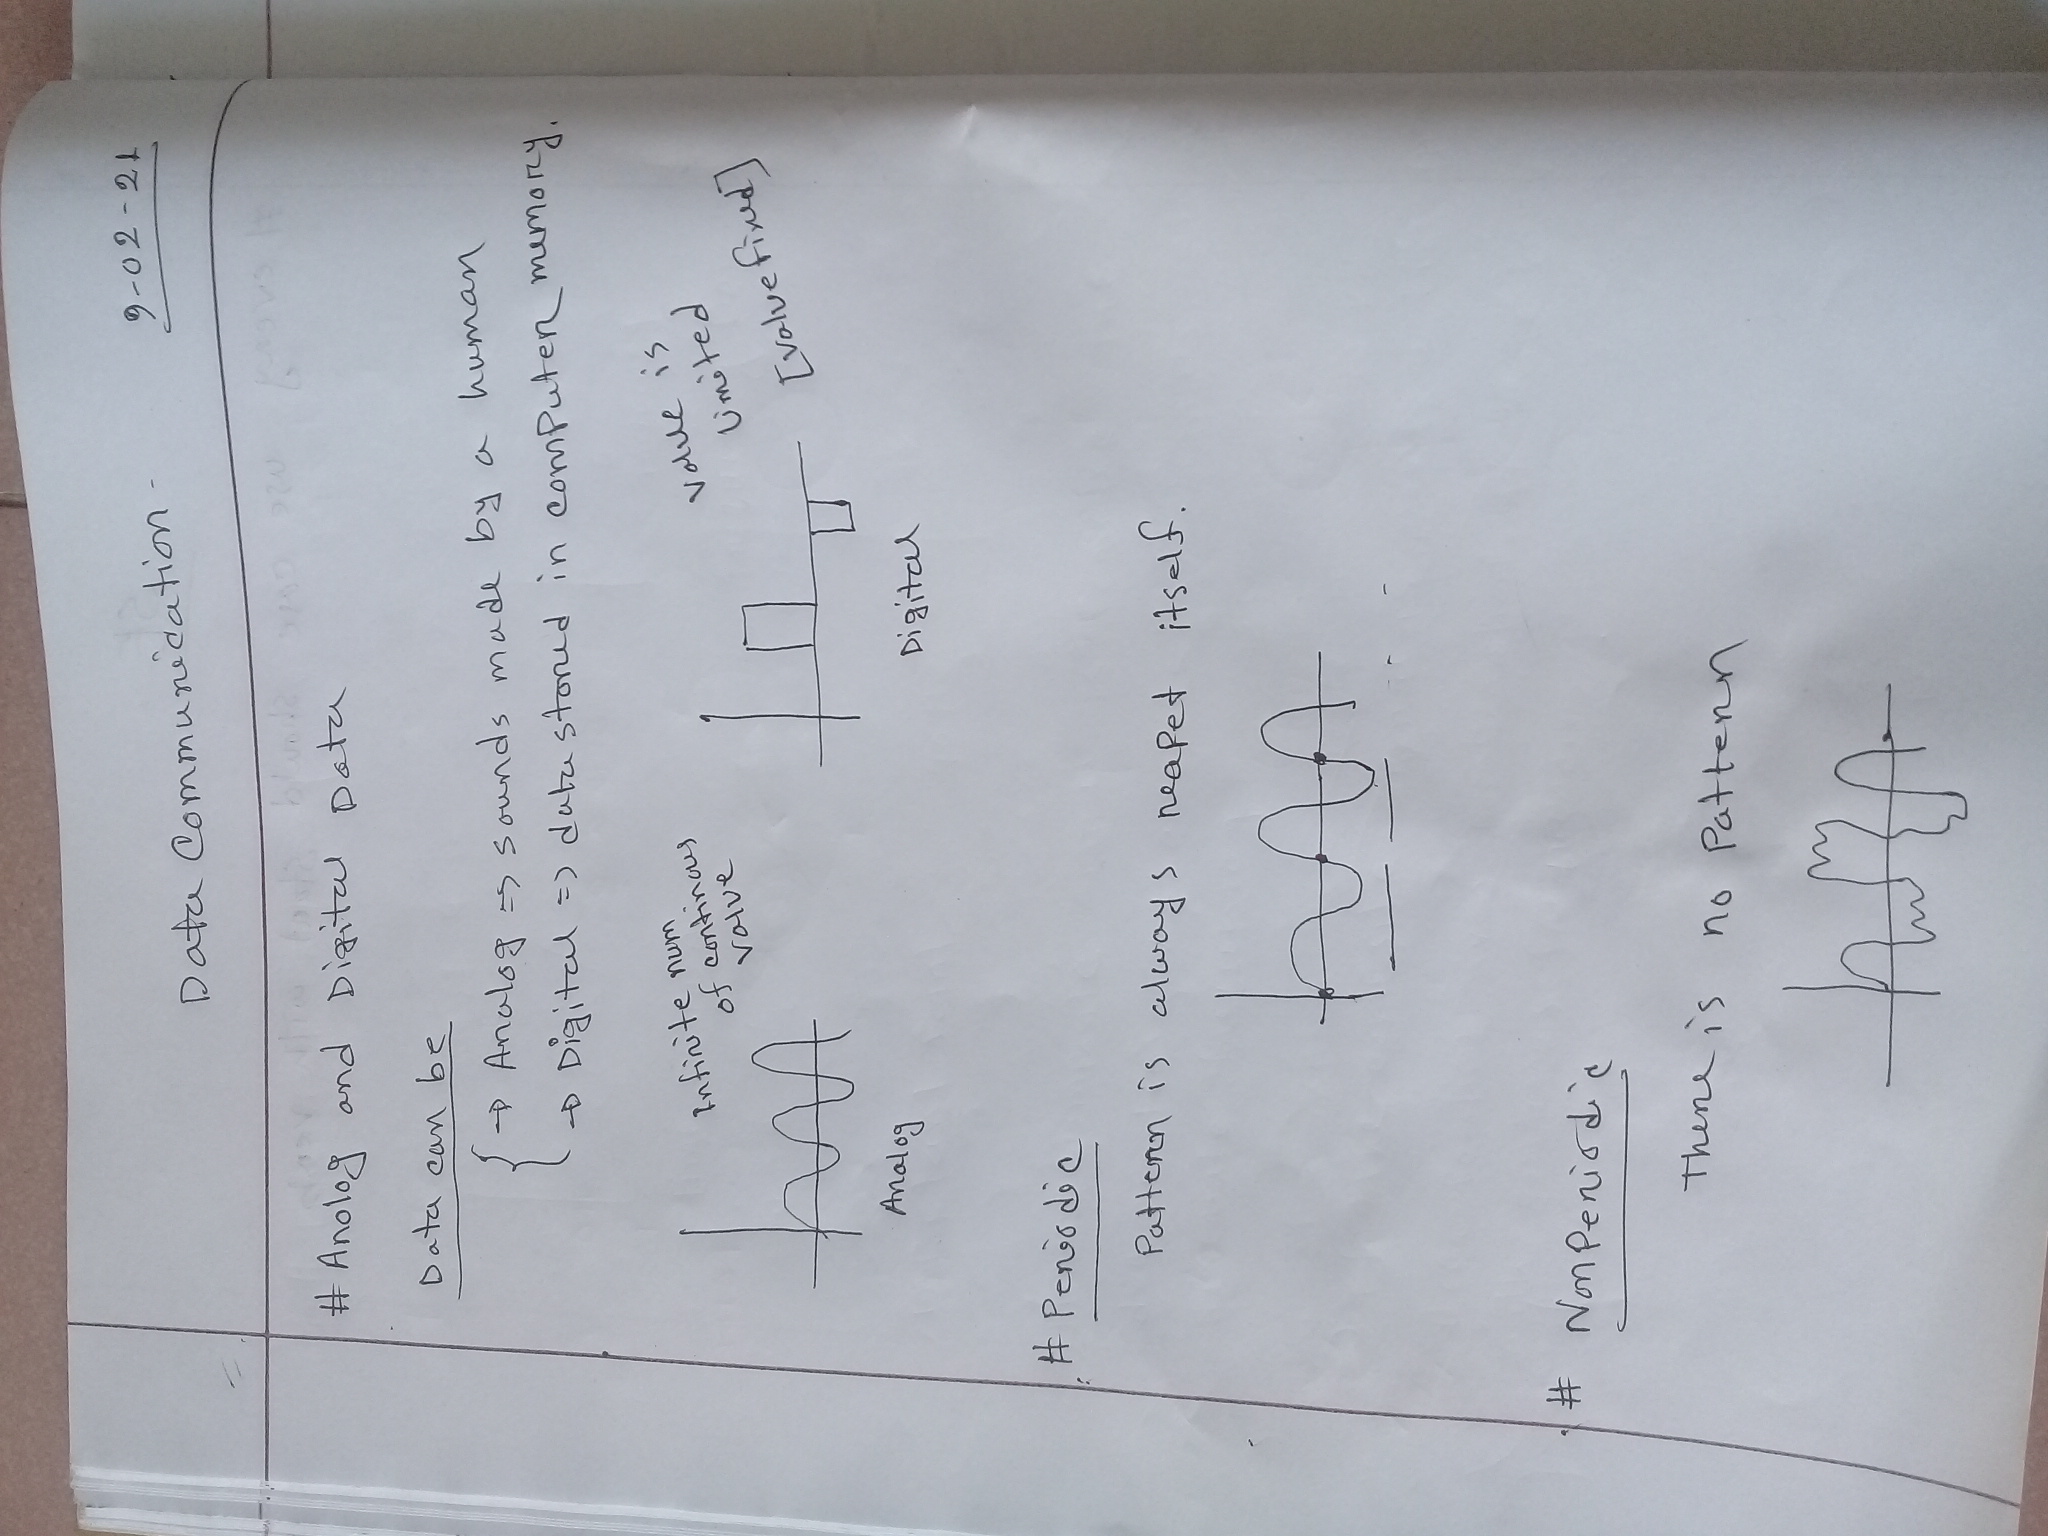 Data Communication -
9-02-21
# Anolog and Digital Data
Data can be
→ Analog => sounds made by a human
→ Digital => data stored in computer memory.
Infinite num
of continous
value
value is
limited
[value fixed]
Analog
Digital
# Periodic
Pattern is always reapet itself.
# Nonperiodic
There is no Pattern